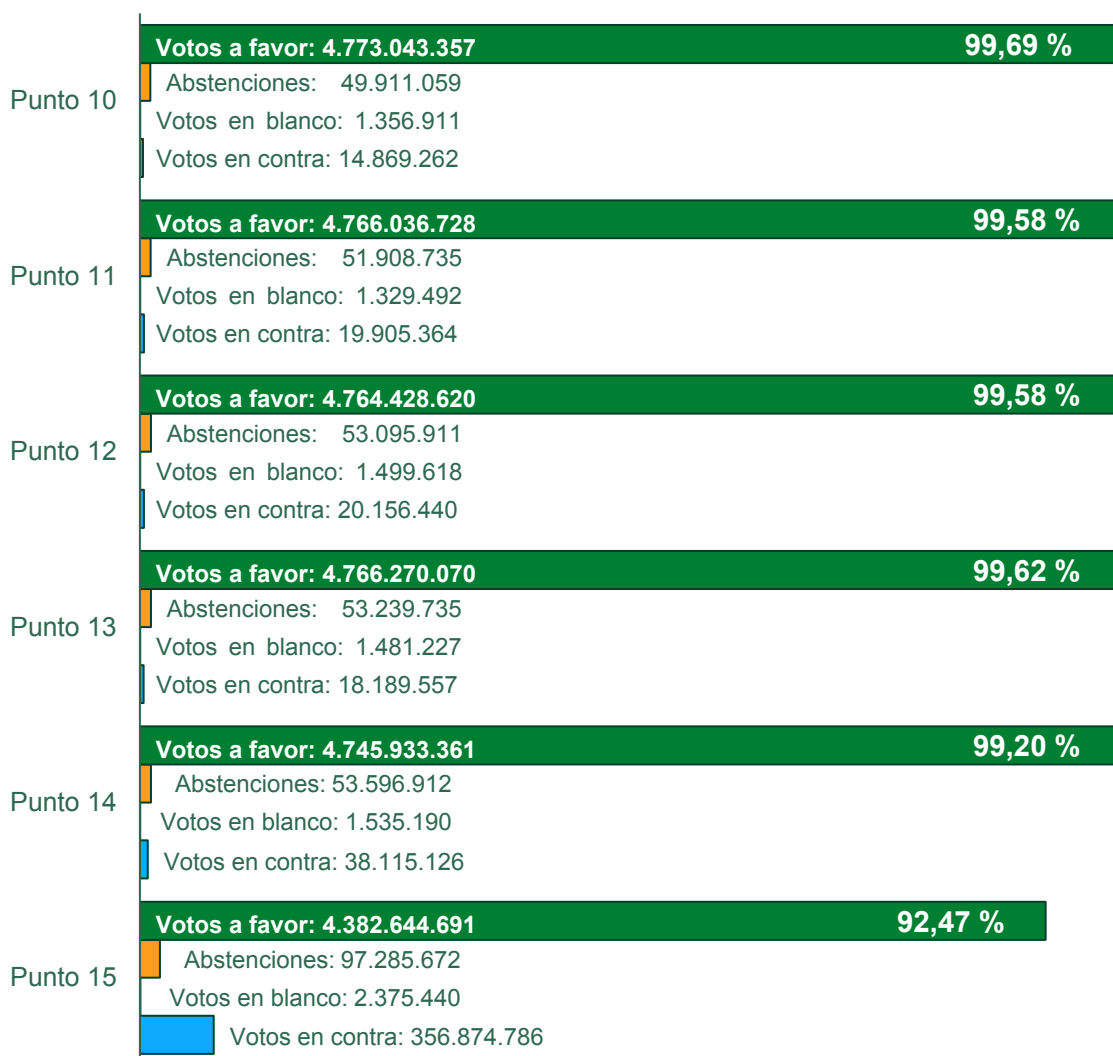 Votos a favor: 4.773.043.357 99,69 %
Punto 10
Abstenciones: 49.911.059
Votos en blanco: 1.356.911
Votos en contra: 14.869.262
Votos a favor: 4.766.036.728 99,58 %
Punto 11
Abstenciones: 51.908.735
Votos en blanco: 1.329.492
Votos en contra: 19.905.364
Votos a favor: 4.764.428.620 99,58 %
Punto 12
Abstenciones: 53.095.911
Votos en blanco: 1.499.618
Votos en contra: 20.156.440
Votos a favor: 4.766.270.070 99,62 %
Punto 13
Abstenciones: 53.239.735
Votos en blanco: 1.481.227
Votos en contra: 18.189.557
Votos a favor: 4.745.933.361 99,20 %
Punto 14
Abstenciones: 53.596.912
Votos en blanco: 1.535.190
Votos en contra: 38.115.126
Votos a favor: 4.382.644.691 92,47 %
Punto 15
Abstenciones: 97.285.672
Votos en blanco: 2.375.440
Votos en contra: 356.874.786